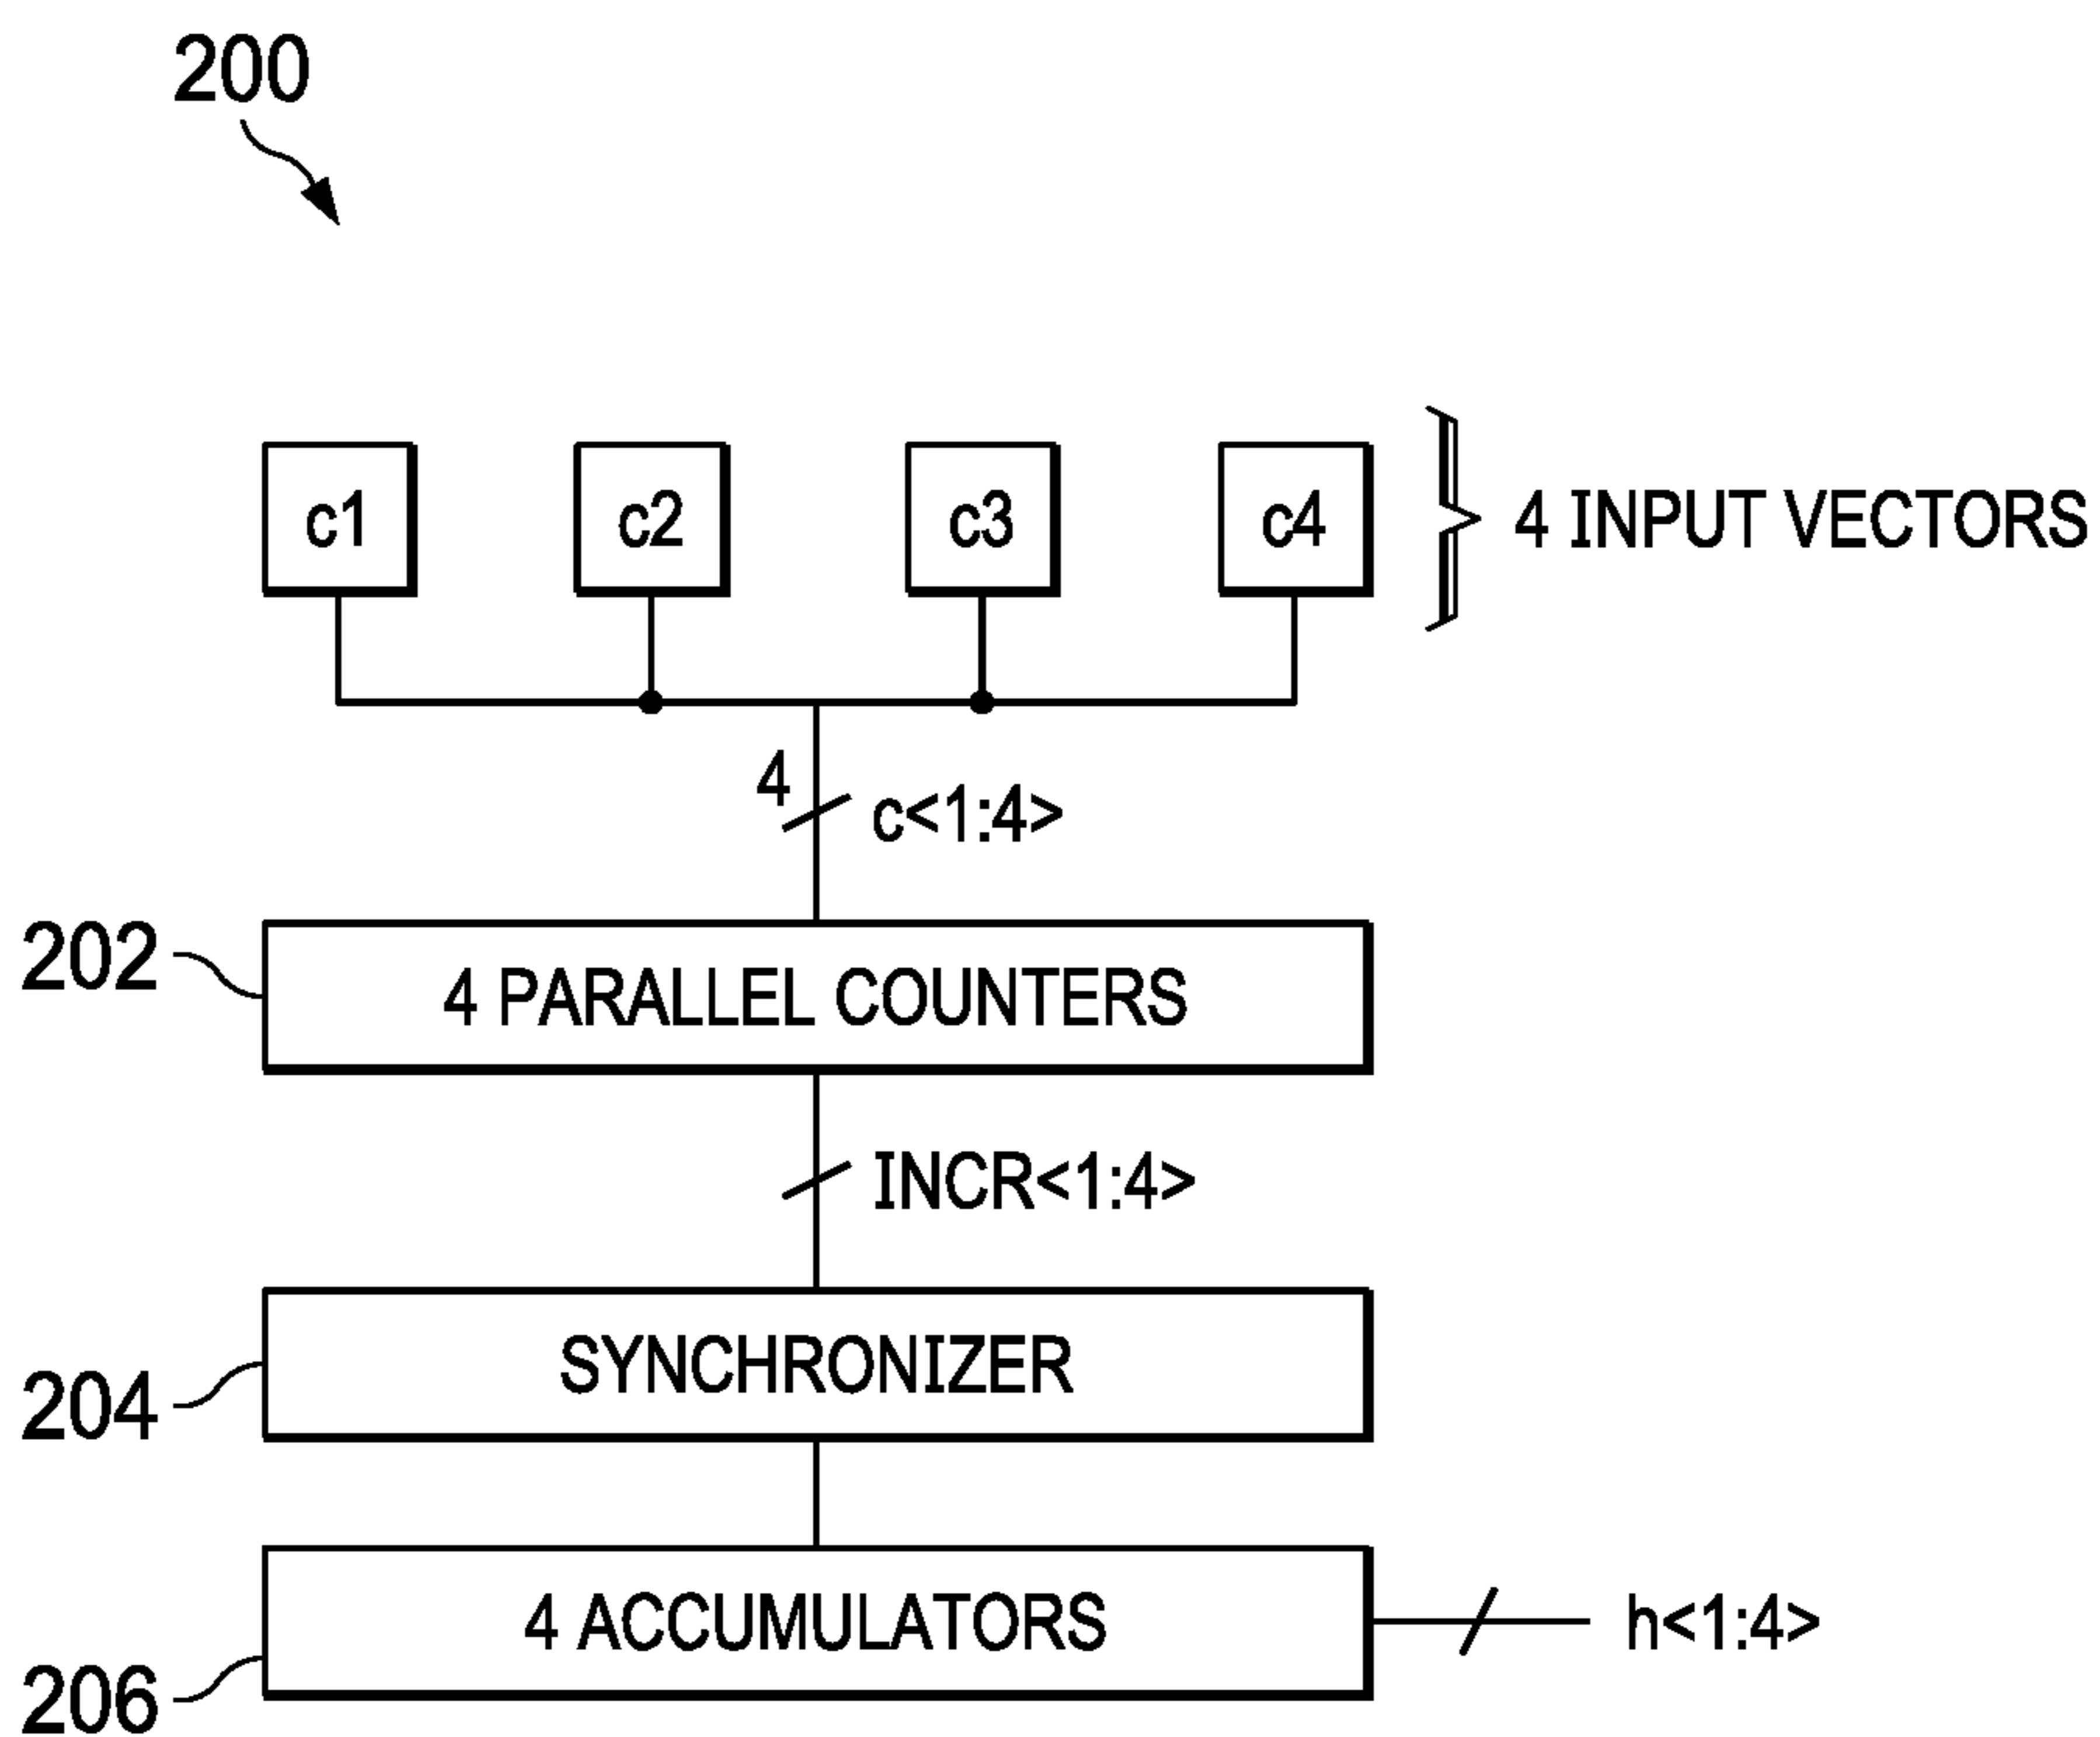 200
c1 c2 c3 c4 4 INPUT VECTORS
4
c<1:4>
202 4 PARALLEL COUNTERS
INCR<1:4>
204 SYNCHRONIZER
206 4 ACCUMULATORS h<1:4>